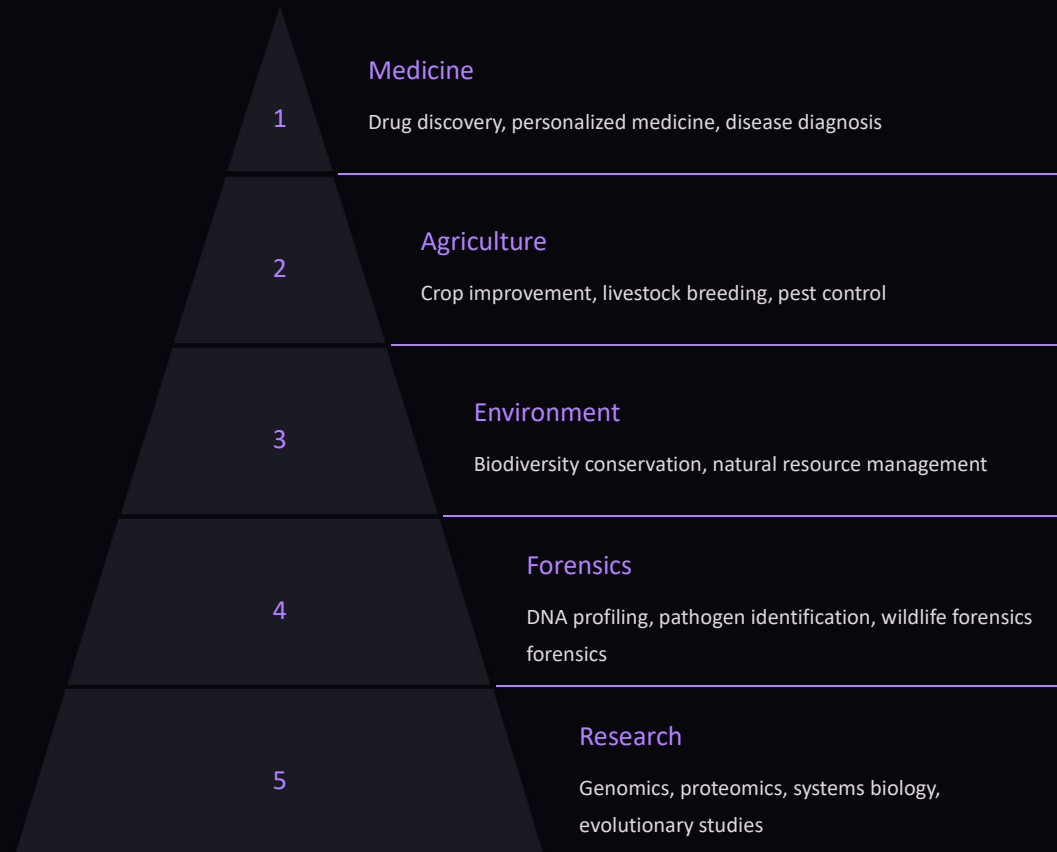 Medicine
1
Drug discovery, personalized medicine, disease diagnosis
Agriculture
2
Crop improvement, livestock breeding, pest control
Environment
3
Biodiversity conservation, natural resource management
Forensics
4
DNA profiling, pathogen identification, wildlife forensics
forensics
Research
5
Genomics, proteomics, systems biology,
evolutionary studies